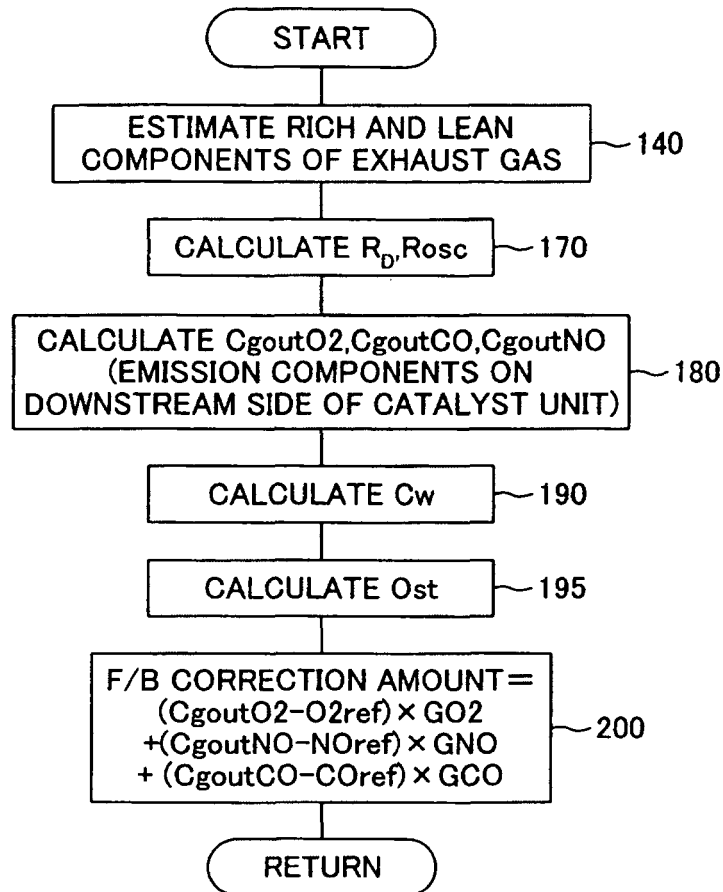 START
ESTIMATE RICH AND LEAN
COMPONENTS OF EXHAUST GAS
140
CALCULATE R_D,Rosc
170
CALCULATE CgoutO2,CgoutCO,CgoutNO
(EMISSION COMPONENTS ON
DOWNSTREAM SIDE OF CATALYST UNIT)
180
CALCULATE Cw
190
CALCULATE Ost
195
F/B CORRECTION AMOUNT=
(CgoutO2-O2ref)×GO2
+(CgoutNO-NOref)×GNO
+(CgoutCO-COref)×GCO
200
RETURN